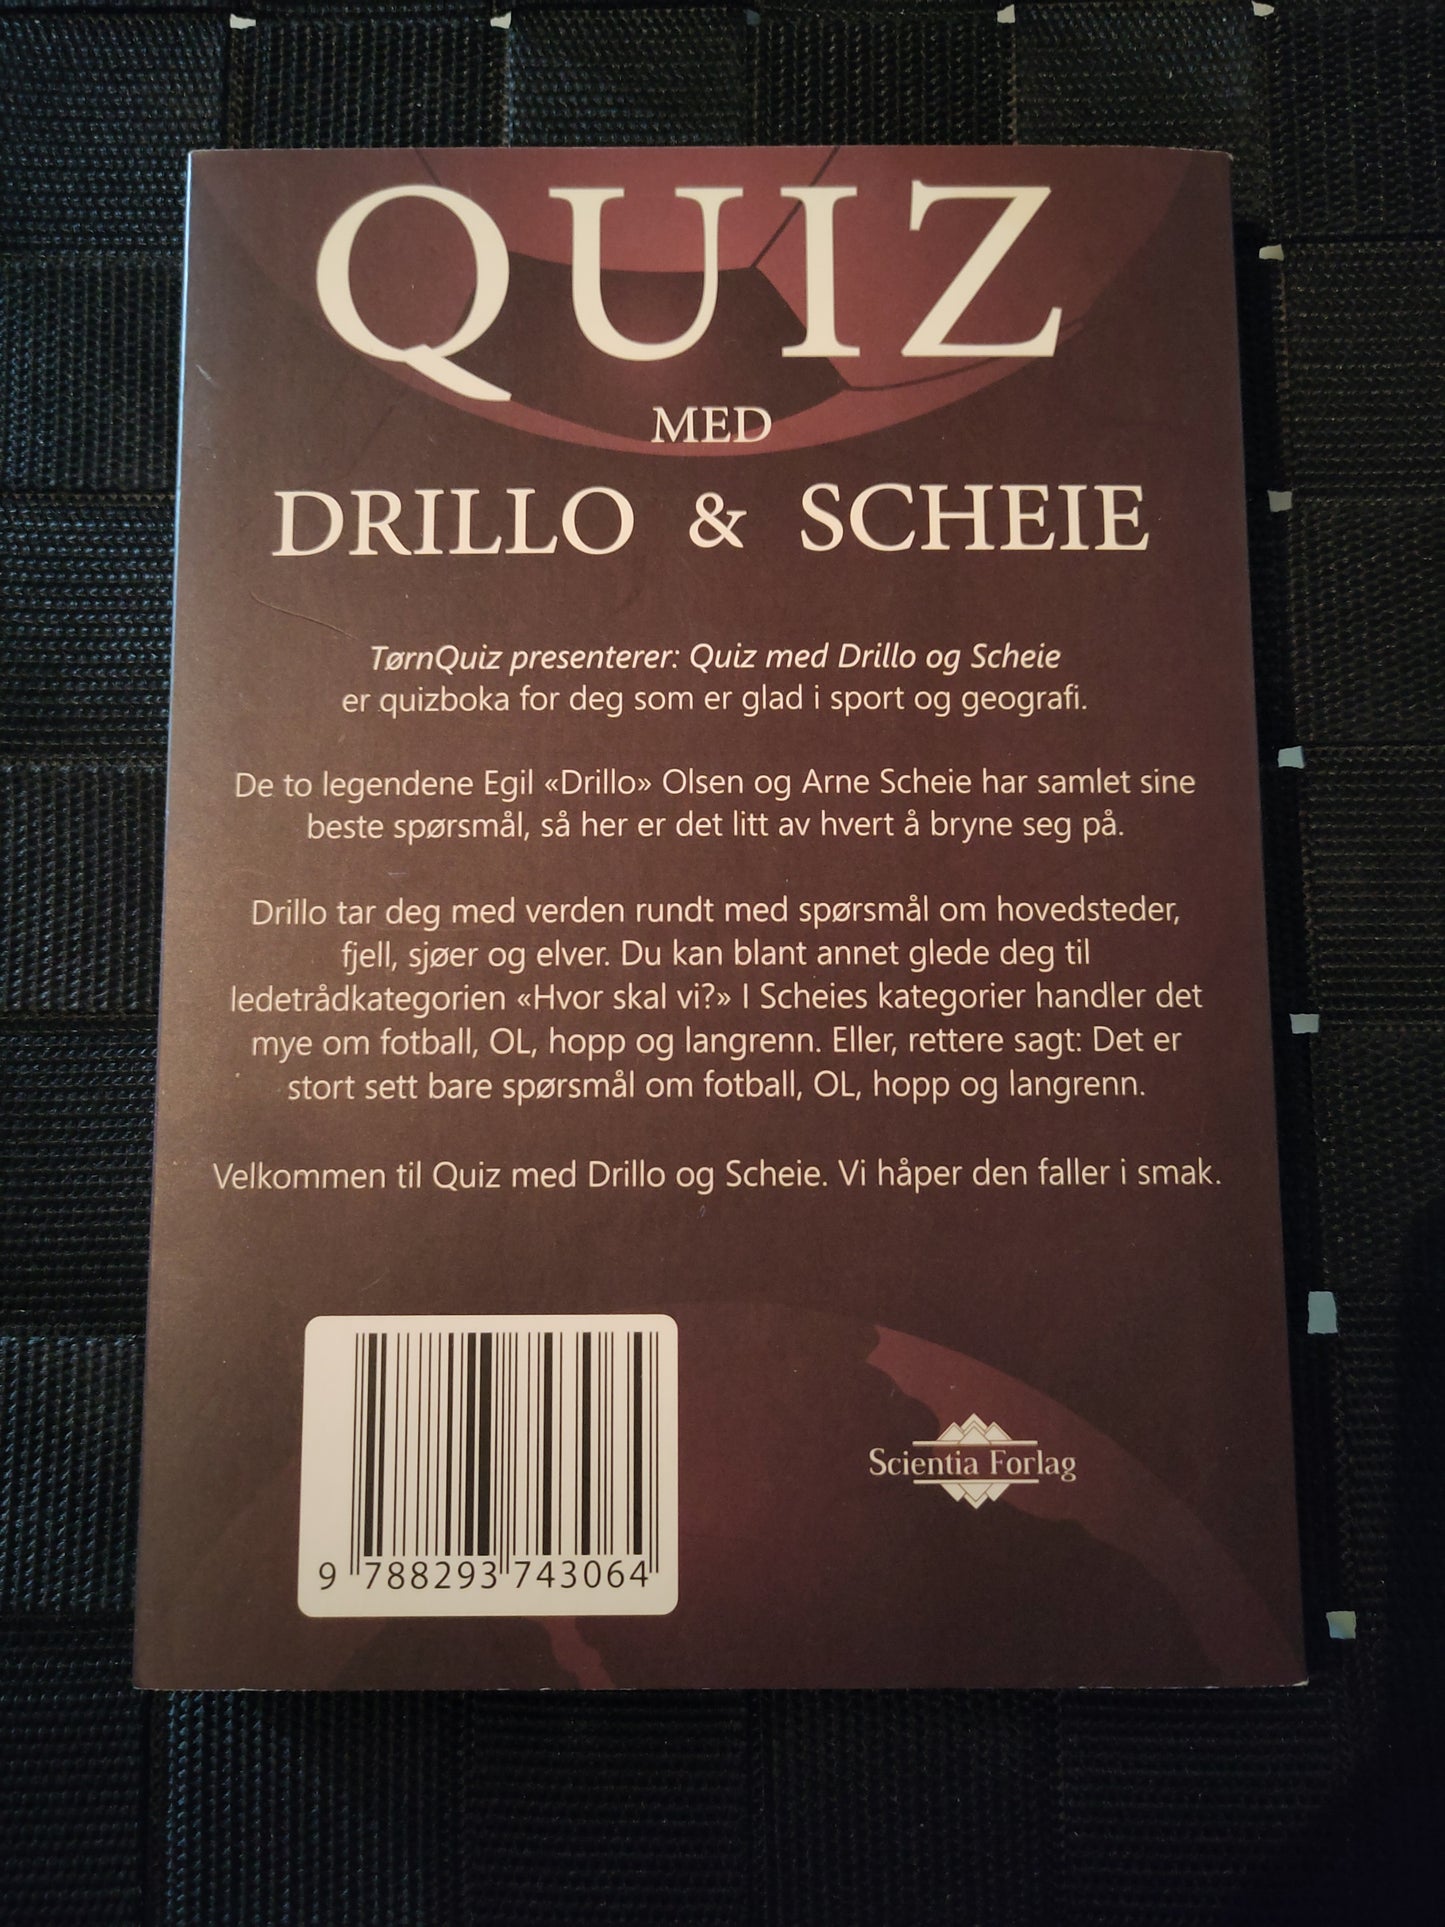 QUIZ
MED
DRILLO & SCHEIE
TørnQuiz presenterer: Quiz med Drillo og Scheie
er quizboka for deg som er glad i sport og geografi.
De to legendene Egil «Drillo» Olsen og Arne Scheie har samlet sine
beste spørsmål, så her er det litt av hvert å bryne seg på.
Drillo tar deg med verden rundt med spørsmål om hovedsteder,
fjell, sjøer og elver. Du kan blant annet glede deg til
ledetrådkategorien «Hvor skal vi?» I Scheies kategorier handler det
mye om fotball, OL, hopp og langrenn. Eller, rettere sagt: Det er
stort sett bare spørsmål om fotball, OL, hopp og langrenn.
Velkommen til Quiz med Drillo og Scheie. Vi håper den faller i smak.
Scientia Forlag
9 788293 743064